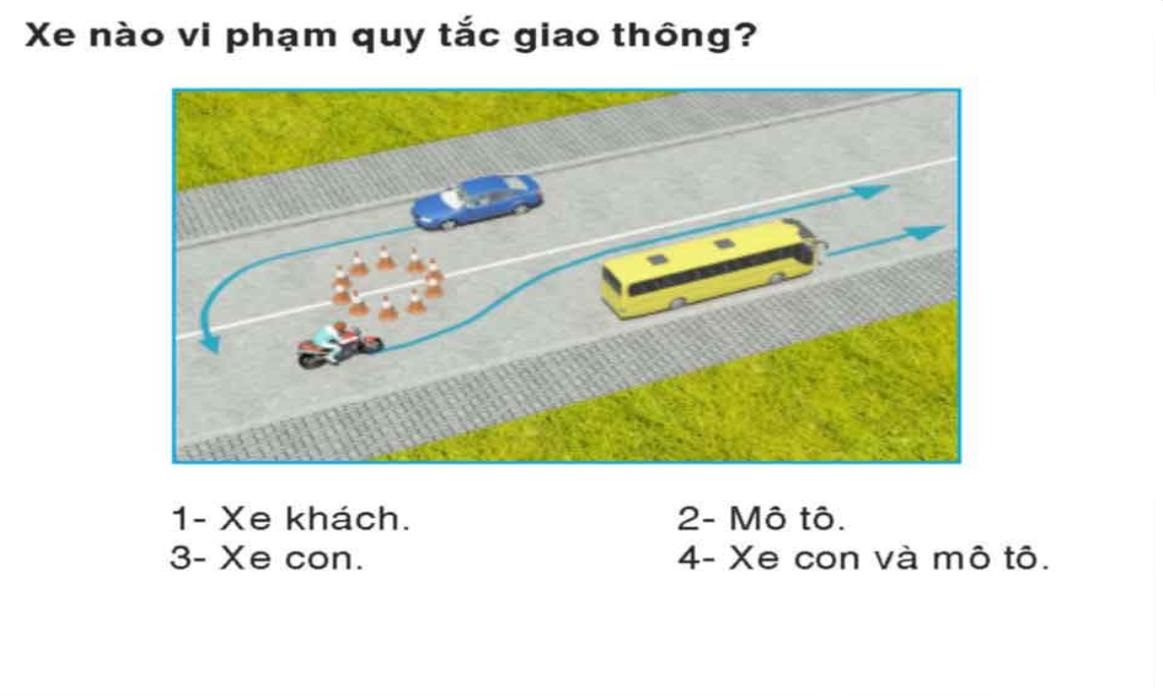 Xe nào vi phạm quy tắc giao thông?
1- Xe khách. 2- Mô tô.
3- Xe con. 4- Xe con và mô tô.